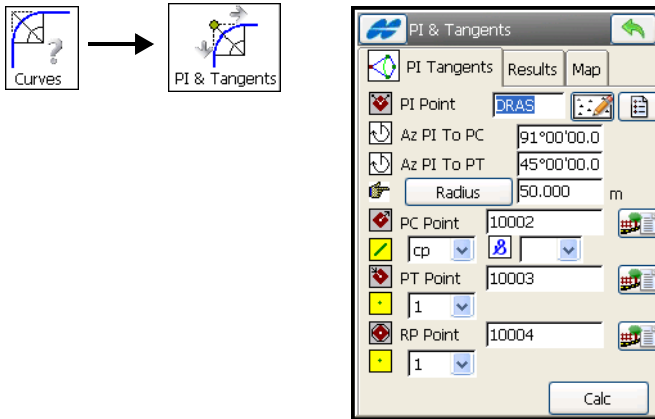 Curves
PI & Tangents
PI & Tangents
PI Tangents Results Map
PI Point DRAS
Az PI To PC 91°00'00.0
Az PI To PT 45°00'00.0
Radius 50.000 m
PC Point 10002
cp
PT Point 10003
1
RP Point 10004
1
Calc